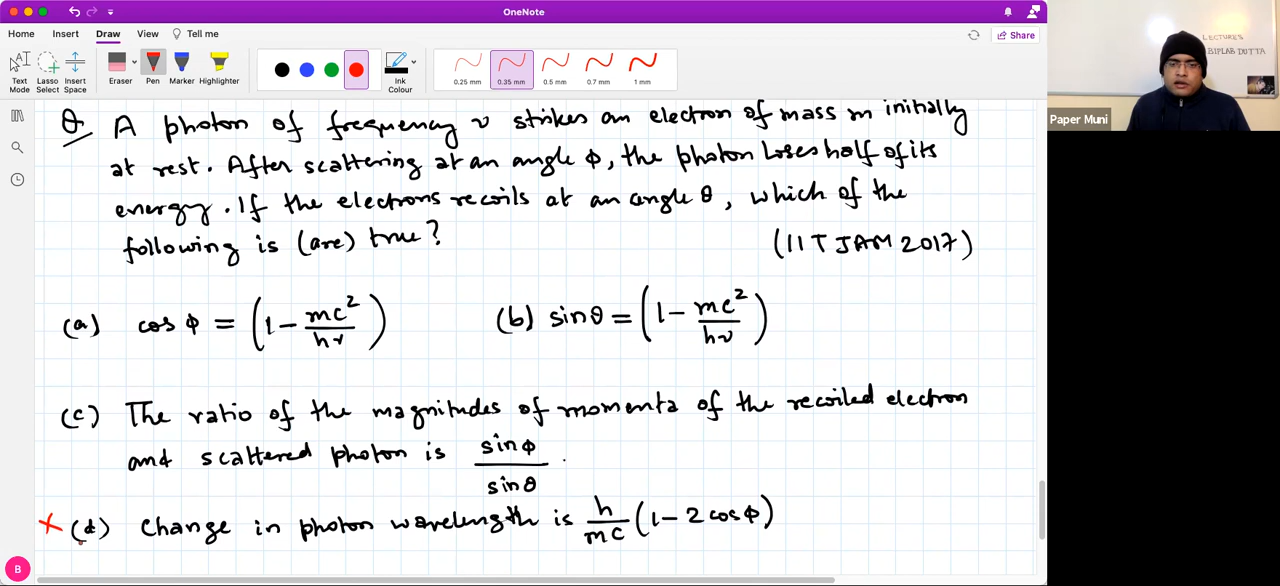 OneNote
Home Insert Draw View Tell me
Share
Text Mode
Lasso Select
Insert Space
Eraser
Pen
Marker
Highlighter
0.25 mm
0.35 mm
0.5 mm
0.7 mm
1 mm
Ink Colour
LECTURES
BIPLAB DUTTA
Paper Muni
Q A photon of frequency ν strikes an electron of mass m initially
at rest. After scattering at an angle φ, the photon loses half of its
energy. If the electrons recoils at an angle θ, which of the
following is (are) true?
(IIT JAM 2017)
(a) cos φ = (1 - mc²/hν)
(b) sin θ = (1 - mc²/hν)
(c) The ratio of the magnitudes of momenta of the recoiled electron
and scattered photon is sin φ / sin θ .
× (d) Change in photon wavelength is h/mc (1 - 2 cos φ)
B